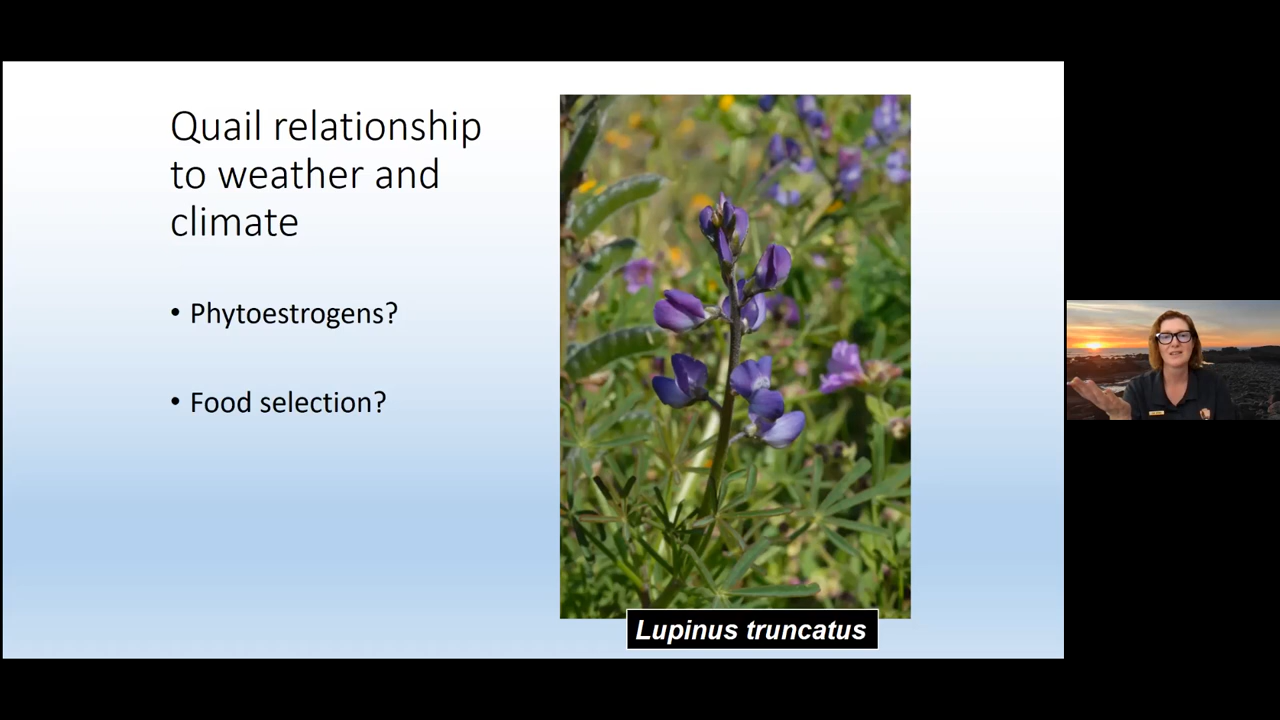 Quail relationship
to weather and
climate
• Phytoestrogens?
• Food selection?
Lupinus truncatus